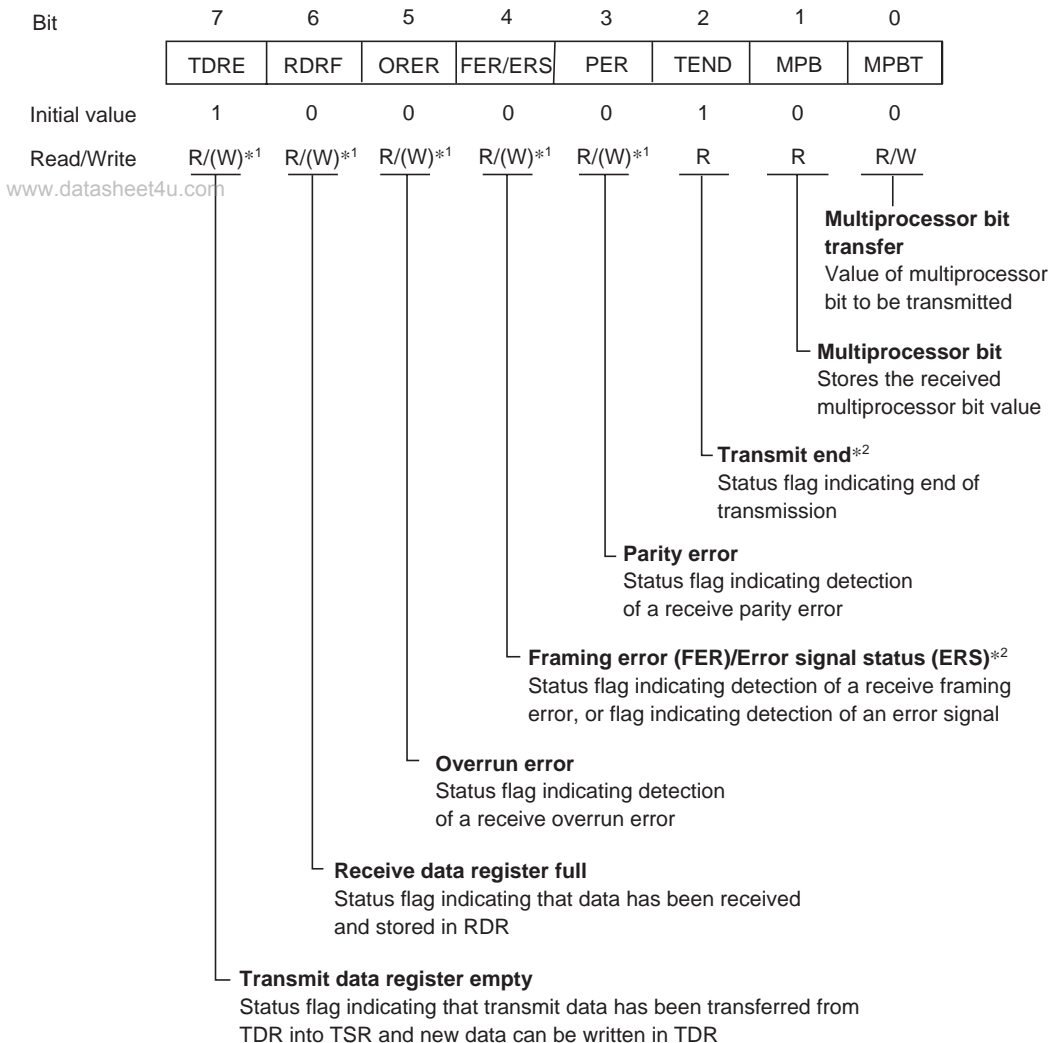 Bit 7 6 5 4 3 2 1 0
TDRE RDRF ORER FER/ERS PER TEND MPB MPBT
Initial value 1 0 0 0 0 1 0 0
Read/Write R/(W)*1 R/(W)*1 R/(W)*1 R/(W)*1 R/(W)*1 R R R/W
www.datasheet4u.com
Multiprocessor bit
transfer
Value of multiprocessor
bit to be transmitted
Multiprocessor bit
Stores the received
multiprocessor bit value
Transmit end*2
Status flag indicating end of
transmission
Parity error
Status flag indicating detection
of a receive parity error
Framing error (FER)/Error signal status (ERS)*2
Status flag indicating detection of a receive framing
error, or flag indicating detection of an error signal
Overrun error
Status flag indicating detection
of a receive overrun error
Receive data register full
Status flag indicating that data has been received
and stored in RDR
Transmit data register empty
Status flag indicating that transmit data has been transferred from
TDR into TSR and new data can be written in TDR